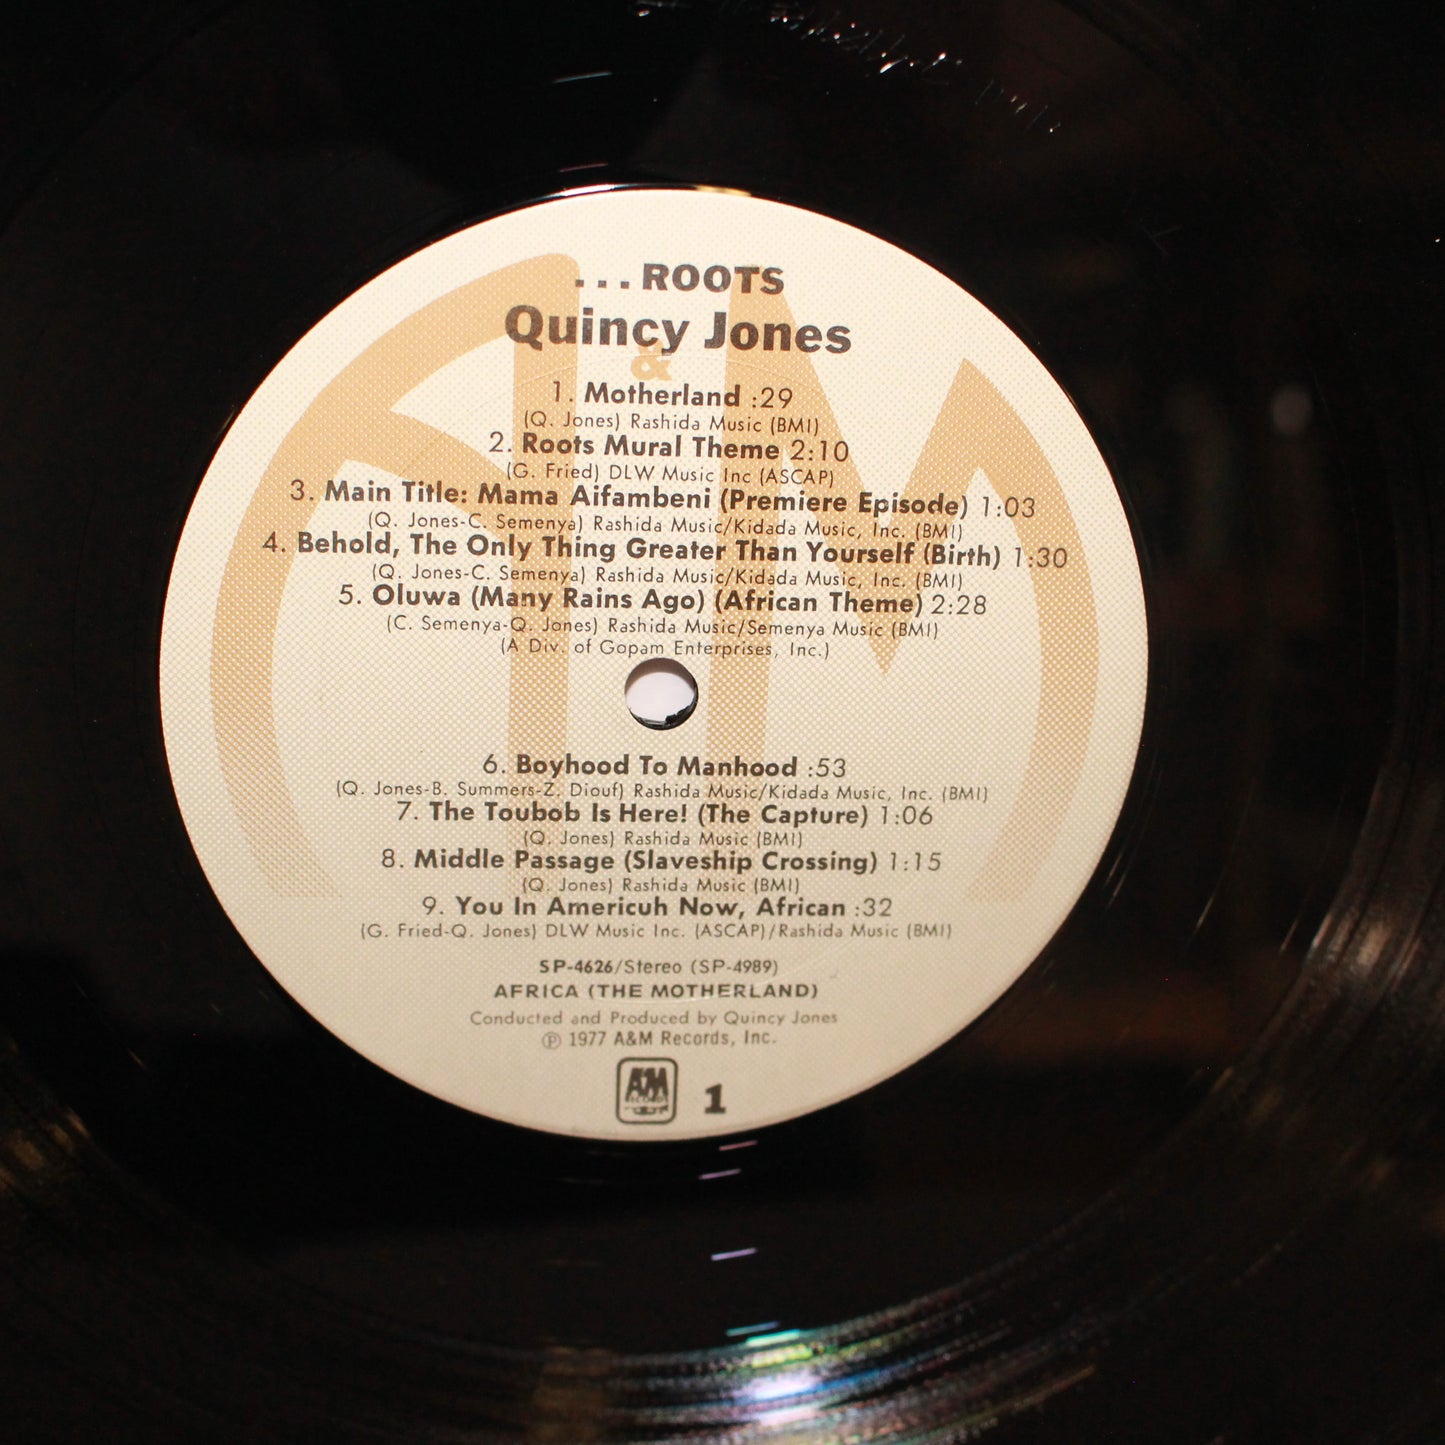 ...ROOTS
Quincy Jones
&
1. Motherland :29
(Q. Jones) Rashida Music (BMI)
2. Roots Mural Theme 2:10
(G. Fried) DLW Music Inc (ASCAP)
3. Main Title: Mama Aifambeni (Premiere Episode) 1:03
(Q. Jones-C. Semenya) Rashida Music/Kidada Music, Inc. (BMI)
4. Behold, The Only Thing Greater Than Yourself (Birth) 1:30
(Q. Jones-C. Semenya) Rashida Music/Kidada Music, Inc. (BMI)
5. Oluwa (Many Rains Ago) (African Theme) 2:28
(C. Semenya-Q. Jones) Rashida Music/Semenya Music (BMI)
(A Div. of Gopam Enterprises, Inc.)
6. Boyhood To Manhood :53
(Q. Jones-B. Summers-Z. Diouf) Rashida Music/Kidada Music, Inc. (BMI)
7. The Toubob Is Here! (The Capture) 1:06
(Q. Jones) Rashida Music (BMI)
8. Middle Passage (Slaveship Crossing) 1:15
(Q. Jones) Rashida Music (BMI)
9. You In Americuh Now, African :32
(G. Fried-Q. Jones) DLW Music Inc. (ASCAP)/Rashida Music (BMI)
SP-4626/Stereo (SP-4989)
AFRICA (THE MOTHERLAND)
Conducted and Produced by Quincy Jones
℗ 1977 A&M Records, Inc.
A&M RECORDS 1